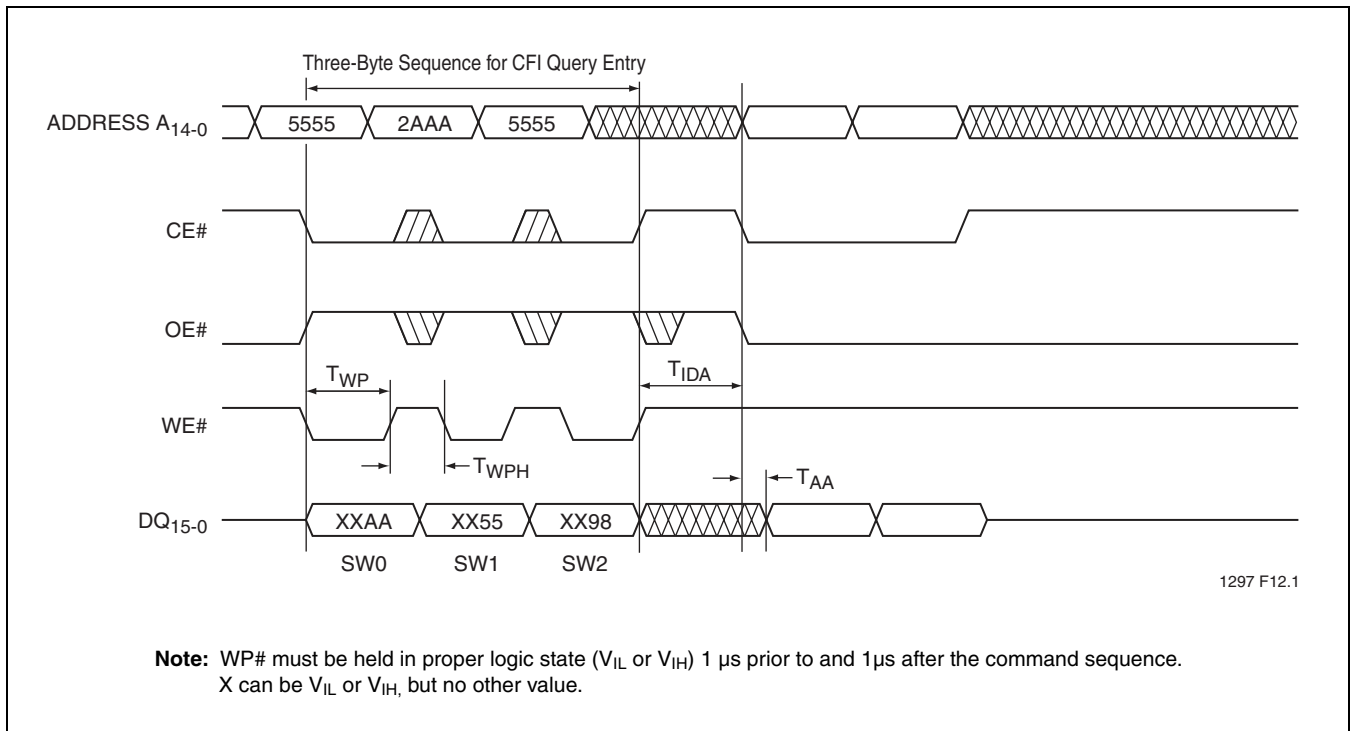 Three-Byte Sequence for CFI Query Entry
ADDRESS A14-0
5555 2AAA 5555
CE#
OE#
TWP
TIDA
WE#
TWPH
TAA
DQ15-0
XXAA XX55 XX98
SW0 SW1 SW2
1297 F12.1
Note: WP# must be held in proper logic state (VIL or VIH) 1 µs prior to and 1µs after the command sequence.
X can be VIL or VIH, but no other value.